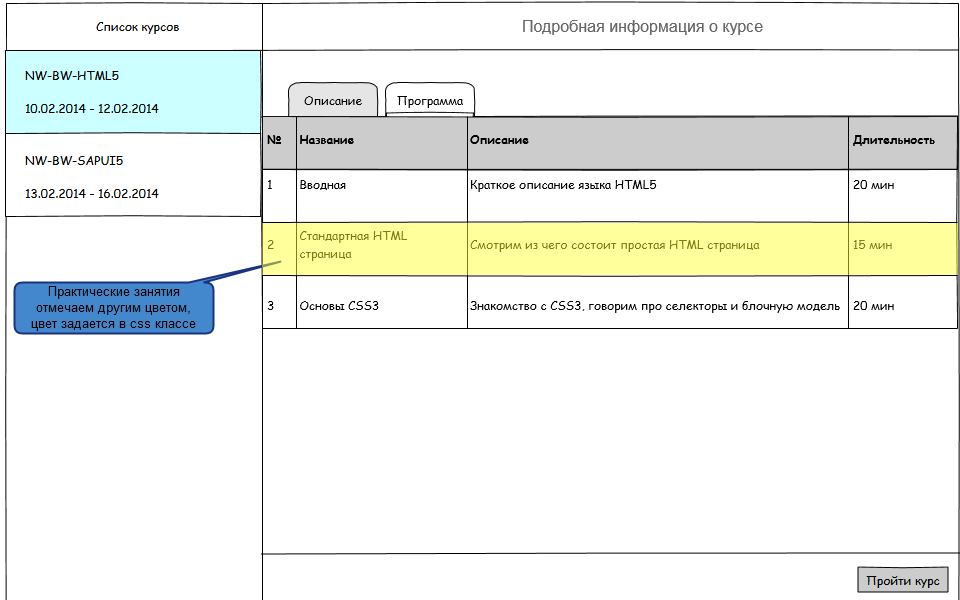 Список курсов
Подробная информация о курсе
NW-BW-HTML5
10.02.2014 - 12.02.2014
NW-BW-SAPUI5
13.02.2014 - 16.02.2014
Описание
Программа
№ Название Описание Длительность
1 Вводная Краткое описание языка HTML5 20 мин
2 Стандартная HTML
страница Смотрим из чего состоит простая HTML страница 15 мин
3 Основы CSS3 Знакомство с CSS3, говорим про селекторы и блочную модель 20 мин
Практические занятия
отмечаем другим цветом,
цвет задается в css классе
Пройти курс